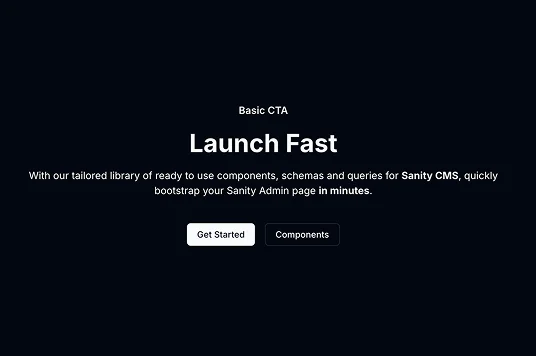 Basic CTA
Launch Fast
With our tailored library of ready to use components, schemas and queries for Sanity CMS, quickly
bootstrap your Sanity Admin page in minutes.
Get Started
Components